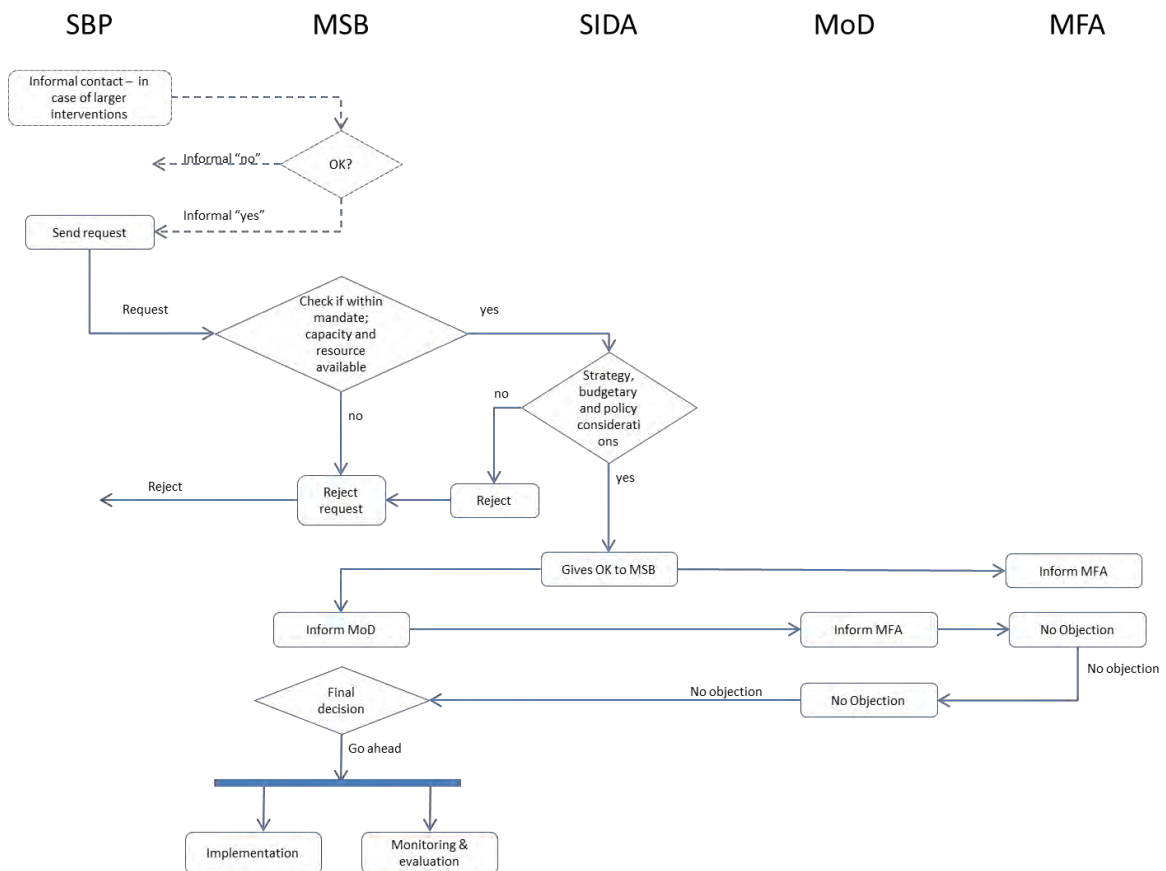 SBP
MSB
SIDA
MoD
MFA
Informal contact – in
case of larger
interventions
OK?
Informal “no”
Informal “yes”
Send request
Request
Check if within
mandate;
capacity and
resource
available
yes
no
Strategy,
budgetary
and policy
considerati
ons
no
yes
Reject
Reject
request
Reject
Gives OK to MSB
Inform MFA
Inform MoD
Inform MFA
No Objection
No objection
No Objection
No objection
Final
decision
Go ahead
Implementation
Monitoring &
evaluation